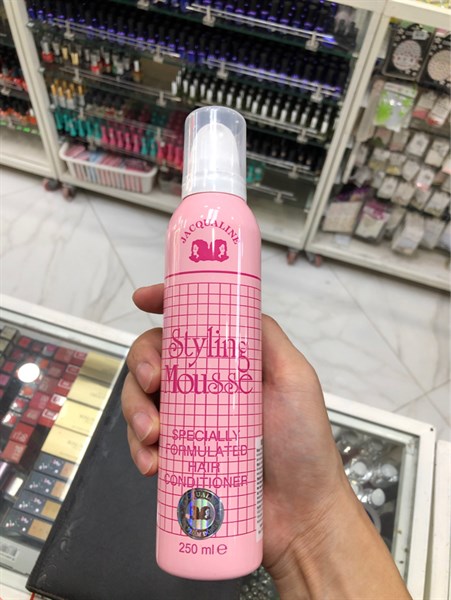 JACQUALINE
Styling
Mousse
SPECIALLY
FORMULATED
HAIR
CONDITIONER
250 ml e